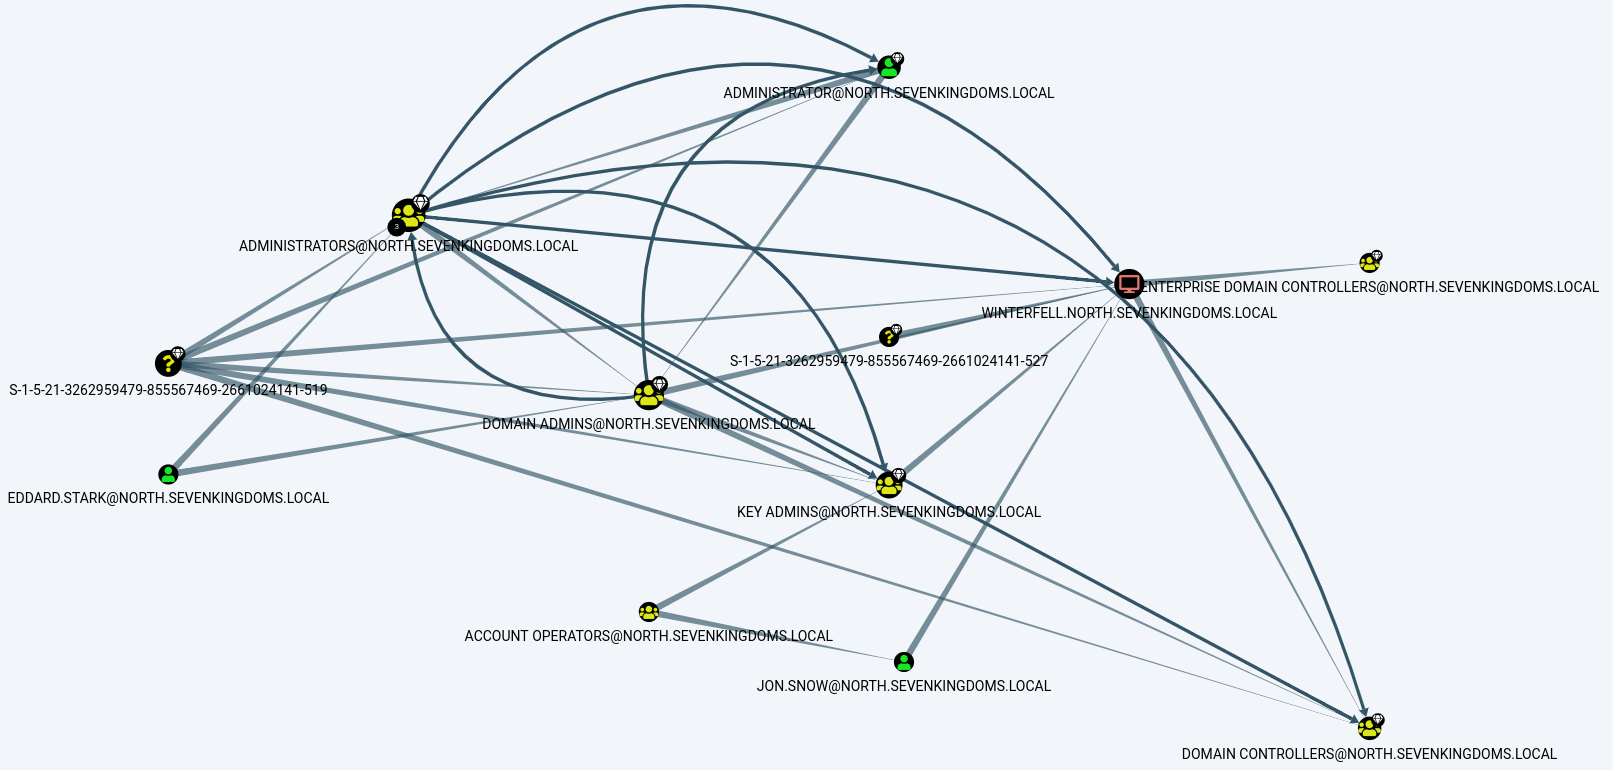 ADMINISTRATOR@NORTH.SEVENKINGDOMS.LOCAL
3
ADMINISTRATORS@NORTH.SEVENKINGDOMS.LOCAL
ENTERPRISE DOMAIN CONTROLLERS@NORTH.SEVENKINGDOMS.LOCAL
WINTERFELL.NORTH.SEVENKINGDOMS.LOCAL
S-1-5-21-3262959479-855567469-2661024141-527
S-1-5-21-3262959479-855567469-2661024141-519
DOMAIN ADMINS@NORTH.SEVENKINGDOMS.LOCAL
EDDARD.STARK@NORTH.SEVENKINGDOMS.LOCAL
KEY ADMINS@NORTH.SEVENKINGDOMS.LOCAL
ACCOUNT OPERATORS@NORTH.SEVENKINGDOMS.LOCAL
JON.SNOW@NORTH.SEVENKINGDOMS.LOCAL
DOMAIN CONTROLLERS@NORTH.SEVENKINGDOMS.LOCAL